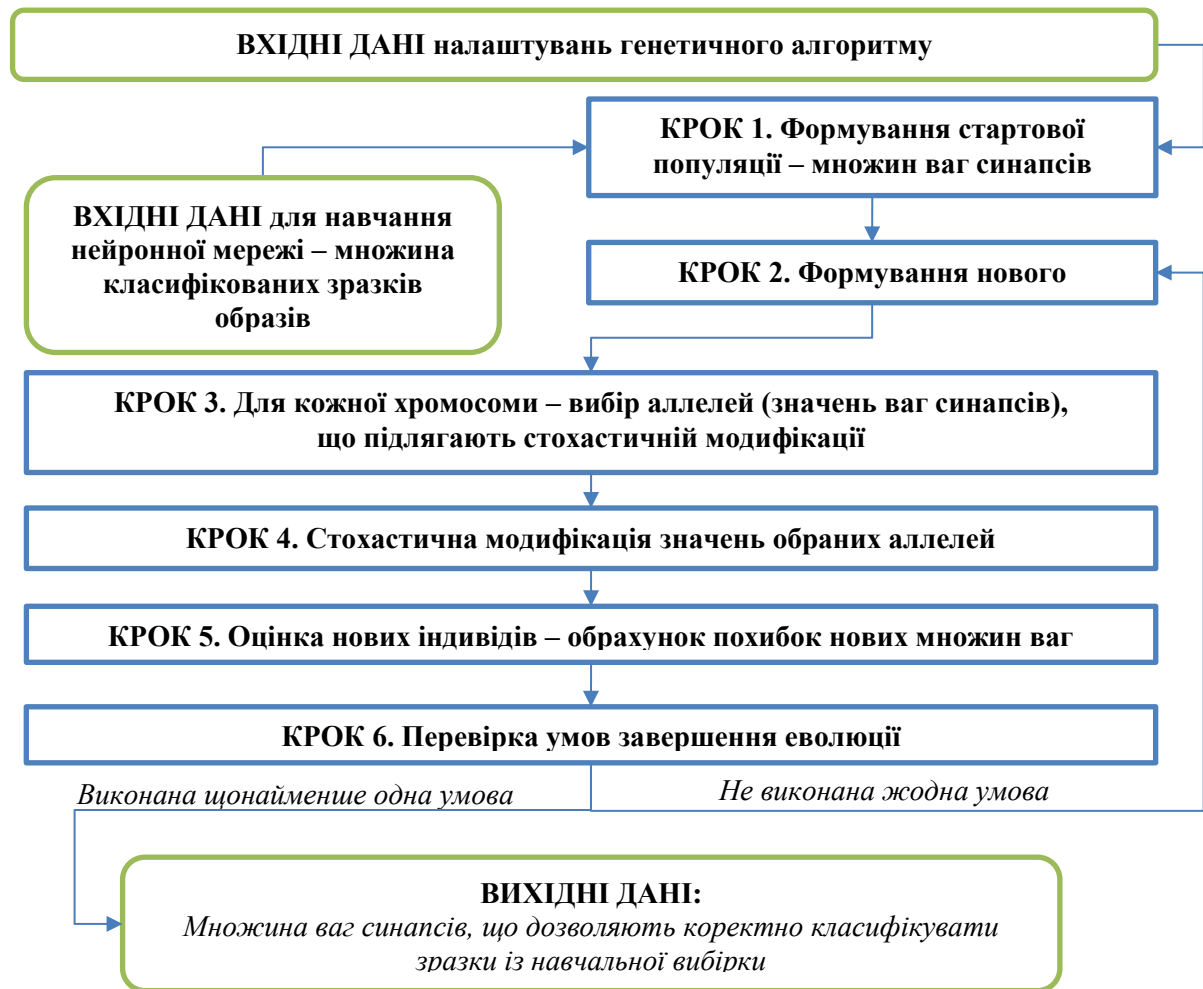 ВХІДНІ ДАНІ налаштувань генетичного алгоритму
КРОК 1. Формування стартової
популяції – множин ваг синапсів
ВХІДНІ ДАНІ для навчання
нейронної мережі – множина
класифікованих зразків
образів
КРОК 2. Формування нового
КРОК 3. Для кожної хромосоми – вибір аллелей (значень ваг синапсів),
що підлягають стохастичній модифікації
КРОК 4. Стохастична модифікація значень обраних аллелей
КРОК 5. Оцінка нових індивідів – обрахунок похибок нових множин ваг
КРОК 6. Перевірка умов завершення еволюції
Виконана щонайменше одна умова
Не виконана жодна умова
ВИХІДНІ ДАНІ:
Множина ваг синапсів, що дозволяють коректно класифікувати
зразки із навчальної вибірки